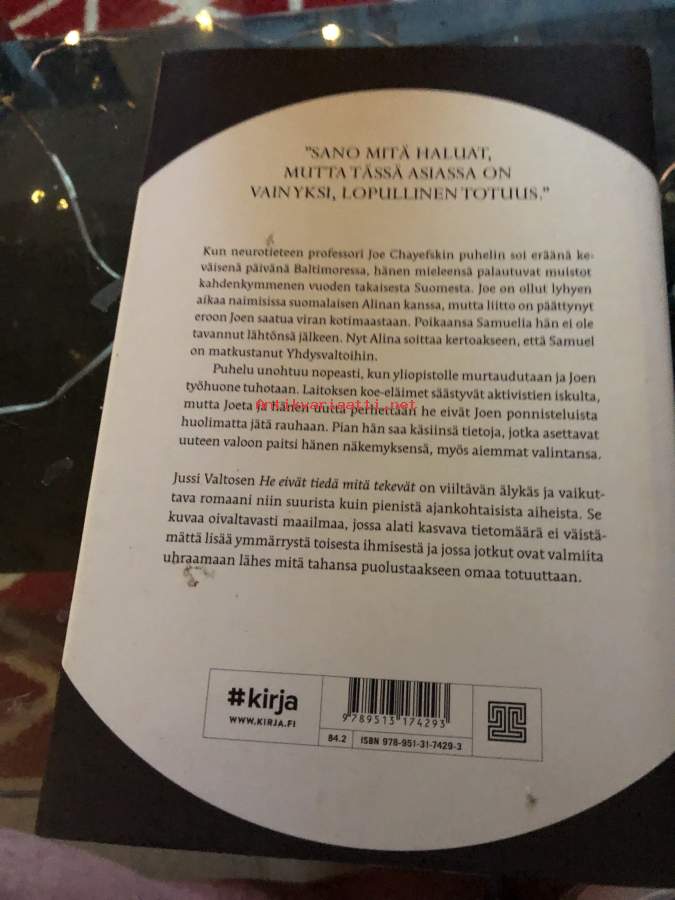 "SANO MITÄ HALUAT,
MUTTA TÄSSÄ ASIASSA ON
VAIN YKSI, LOPULLINEN TOTUUS."
Kun neurotieteen professori Joe Chayefskin puhelin soi eräänä ke-
väisenä päivänä Baltimoressa, hänen mieleensä palautuvat muistot
kahdenkymmenen vuoden takaisesta Suomesta. Joe on ollut lyhyen
aikaa naimisissa suomalaisen Alinan kanssa, mutta liitto on päättynyt
eroon Joen saatua viran kotimaastaan. Poikaansa Samuelia hän ei ole
tavannut lähtönsä jälkeen. Nyt Alina soittaa kertoakseen, että Samuel
on matkustanut Yhdysvaltoihin.
Puhelu unohtuu nopeasti, kun yliopistolle murtaudutaan ja Joen
työhuone tuhotaan. Laitoksen koe-eläimet säästyvät aktivistien iskulta,
mutta Joeta ja hänen uutta perhettään he eivät Joen ponnisteluista
huolimatta jätä rauhaan. Pian hän saa käsiinsä tietoja, jotka asettavat
uuteen valoon paitsi hänen näkemyksensä, myös aiemmat valintansa.
Jussi Valtosen He eivät tiedä mitä tekevät on viiltävän älykäs ja vaikut-
tava romaani niin suurista kuin pienistä ajankohtaisista aiheista. Se
kuvaa oivaltavasti maailmaa, jossa alati kasvava tietomäärä ei väistä-
mättä lisää ymmärrystä toisesta ihmisestä ja jossa jotkut ovat valmiita
uhraamaan lähes mitä tahansa puolustaakseen omaa totuuttaan.
Antikvariaatti.net
#kirja
WWW.KIRJA.FI
9 789513 174293
84.2 ISBN 978-951-31-7429-3